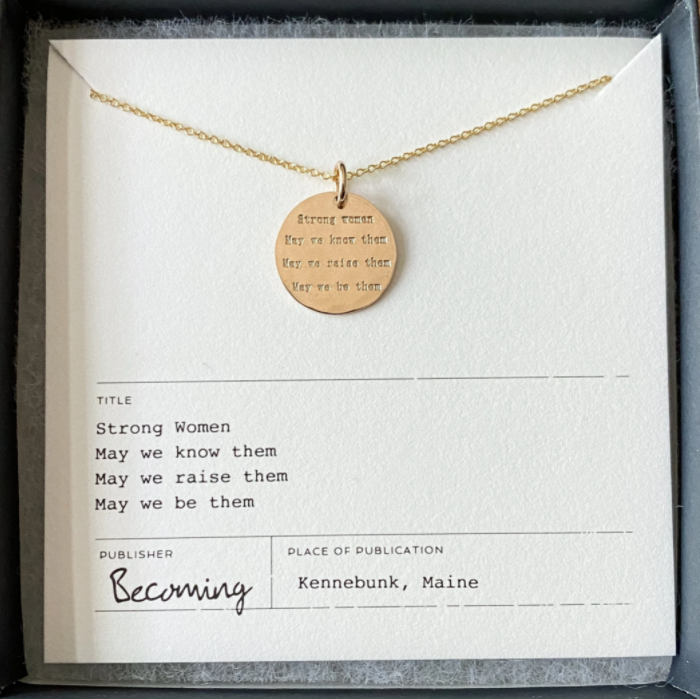 Strong women
May we know them
May we raise them
May we be them
TITLE
Strong Women
May we know them
May we raise them
May we be them
PUBLISHER
PLACE OF PUBLICATION
Becoming
Kennebunk, Maine